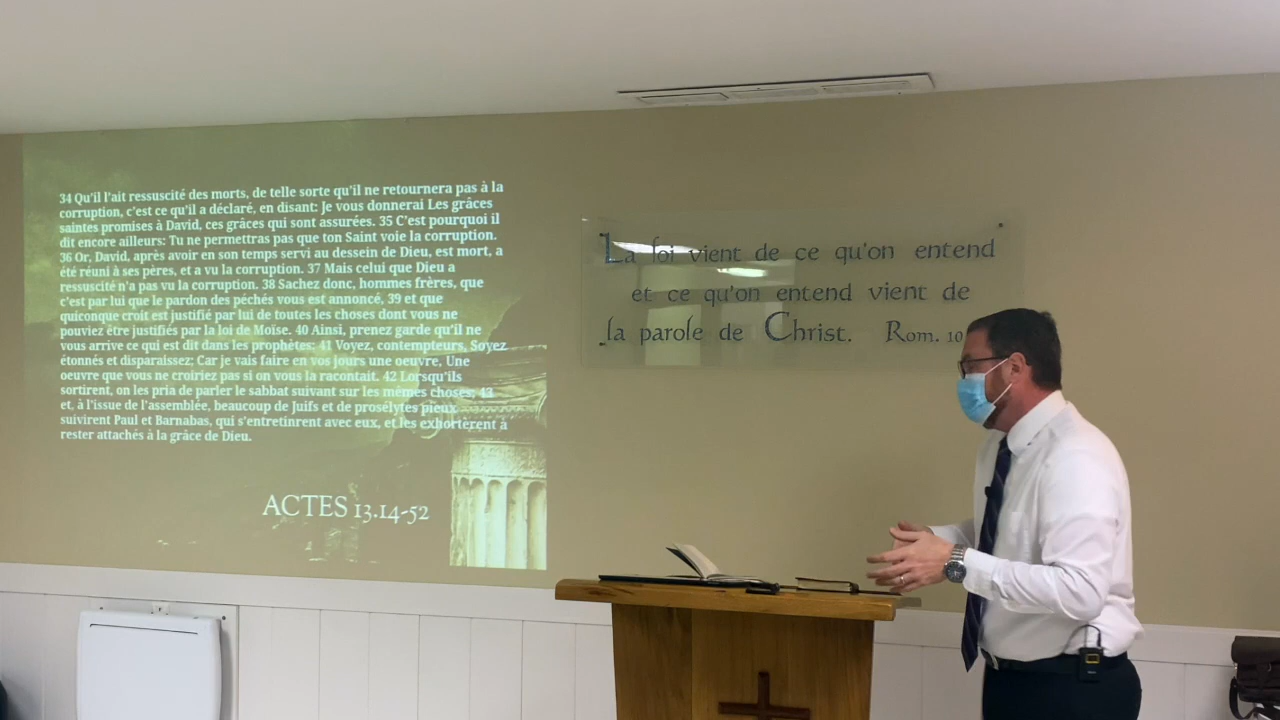 34 Qu'il l'ait ressuscité des morts, de telle sorte qu'il ne retournera pas à la
corruption, c'est ce qu'il a déclaré, en disant: Je vous donnerai Les grâces
saintes promises à David, ces grâces qui sont assurées. 35 C'est pourquoi il
dit encore ailleurs: Tu ne permettras pas que ton Saint voie la corruption.
36 Or, David, après avoir en son temps servi au dessein de Dieu, est mort, a
été réuni à ses pères, et a vu la corruption. 37 Mais celui que Dieu a
ressuscité n'a pas vu la corruption. 38 Sachez donc, hommes frères, que
c'est par lui que le pardon des péchés vous est annoncé, 39 et que
quiconque croit est justifié par lui de toutes les choses dont vous ne
pouviez être justifiés par la loi de Moïse. 40 Ainsi, prenez garde qu'il ne
vous arrive ce qui est dit dans les prophètes: 41 Voyez, contempteurs, Soyez
étonnés et disparaissez; Car je vais faire en vos jours une oeuvre, Une
oeuvre que vous ne croiriez pas si on vous la racontait. 42 Lorsqu'ils
sortirent, on les pria de parler le sabbat suivant sur les mêmes choses; 43
et, à l'issue de l'assemblée, beaucoup de Juifs et de prosélytes pieux
suivirent Paul et Barnabas, qui s'entretinrent avec eux, et les exhortèrent à
rester attachés à la grâce de Dieu.
ACTES 13.14-52
La foi vient de ce qu'on entend
et ce qu'on entend vient de
la parole de Christ. Rom. 10